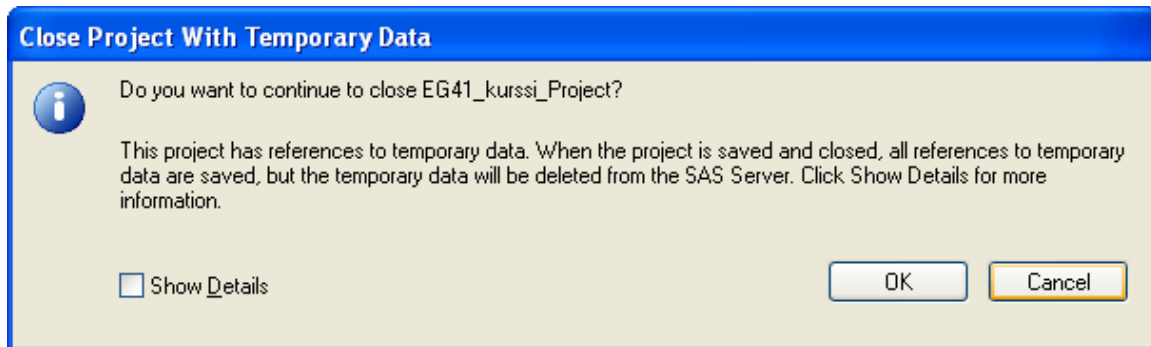 Close Project With Temporary Data
Do you want to continue to close EG41_kurssi_Project?
This project has references to temporary data. When the project is saved and closed, all references to temporary
data are saved, but the temporary data will be deleted from the SAS Server. Click Show Details for more
information.
Show Details
OK
Cancel